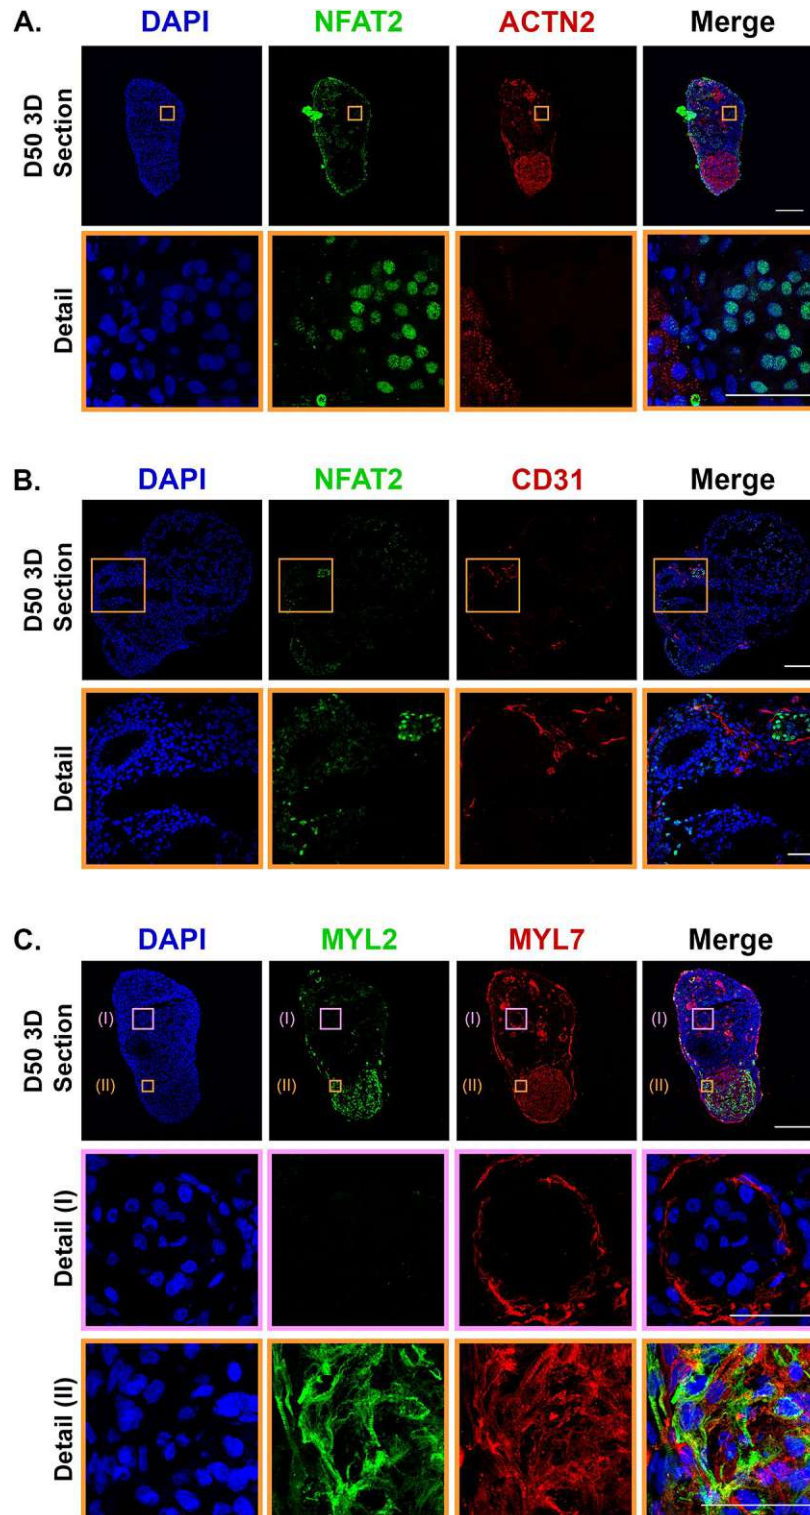 A.
DAPI NFAT2 ACTN2 Merge
D50 3D
Section
Detail
B.
DAPI NFAT2 CD31 Merge
D50 3D
Section
Detail
C.
DAPI MYL2 MYL7 Merge
D50 3D
Section
(I) (I) (I) (I)
(II) (II) (II) (II)
Detail (I)
Detail (II)